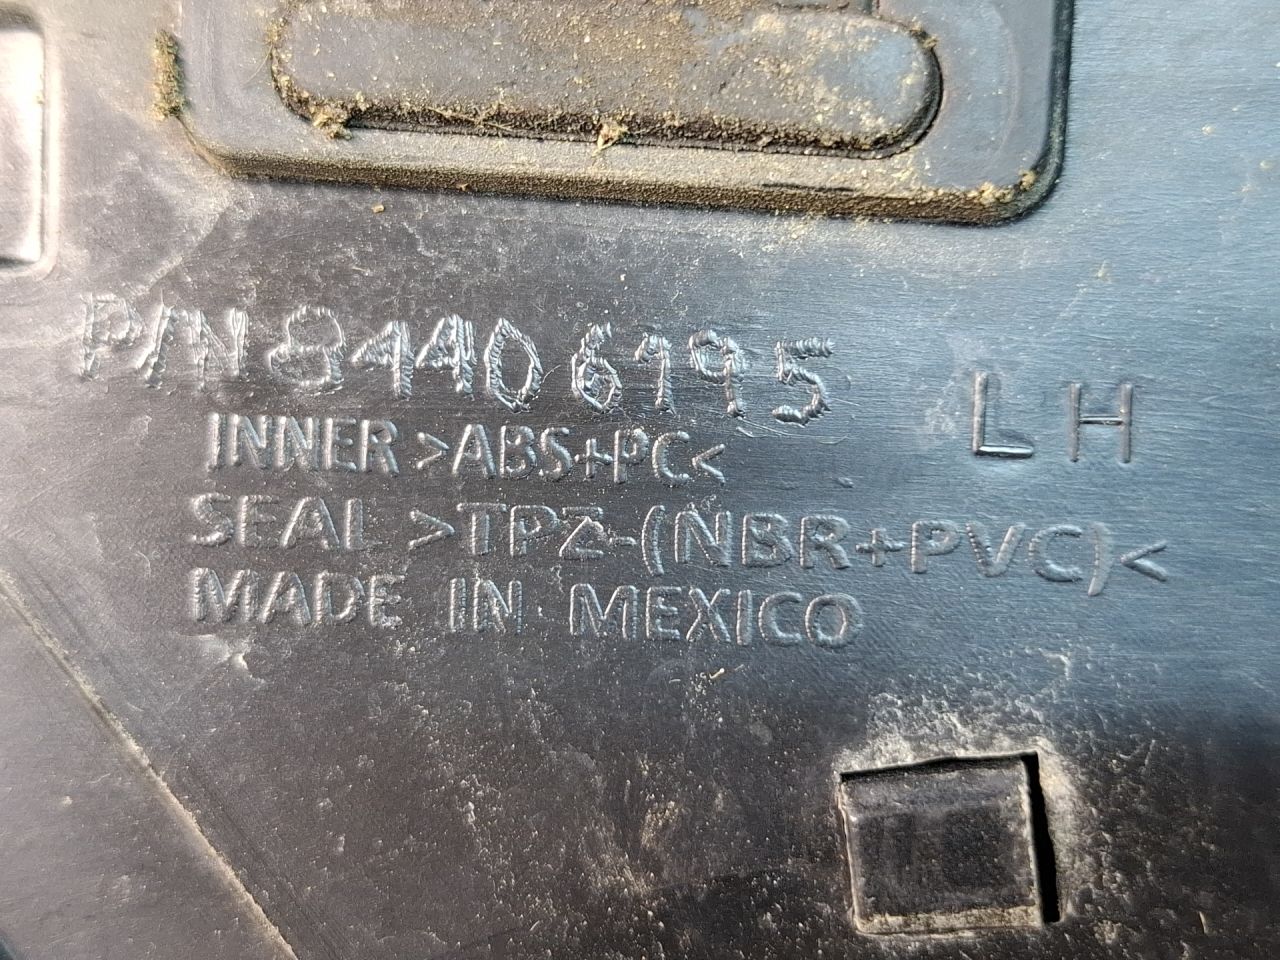 P/N 84406195
LH
INNER >ABS+PC<
SEAL >TPZ-(NBR+PVC)<
MADE IN MEXICO